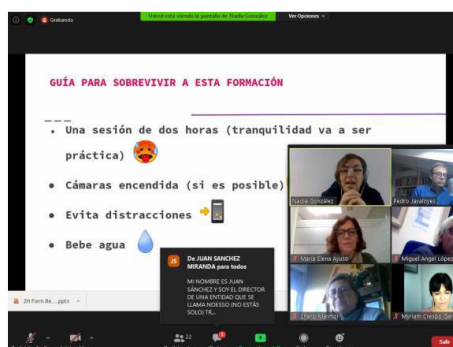 Grabando
Usted está viendo la pantalla de Nadia González
Ver Opciones
GUÍA PARA SOBREVIVIR A ESTA FORMACIÓN
• Una sesión de dos horas (tranquilidad va a ser
práctica)
• Cámaras encendida (si es posible)
• Evita distracciones
• Bebe agua
Nadia González
Pedro Javaloyes
María Elena Ayuso
Miguel Angel López
Charo Mármol
Myriam Crespo
JS
De JUAN SANCHEZ
MIRANDA para todos
MI NOMBRE ES JUAN
SÁNCHEZ Y SOY EL DIRECTOR
DE UNA ENTIDAD QUE SE
LLAMA NOESSO (NO ESTÁS
SOLO) TR...
2H Form Re....pptx
22
Salir